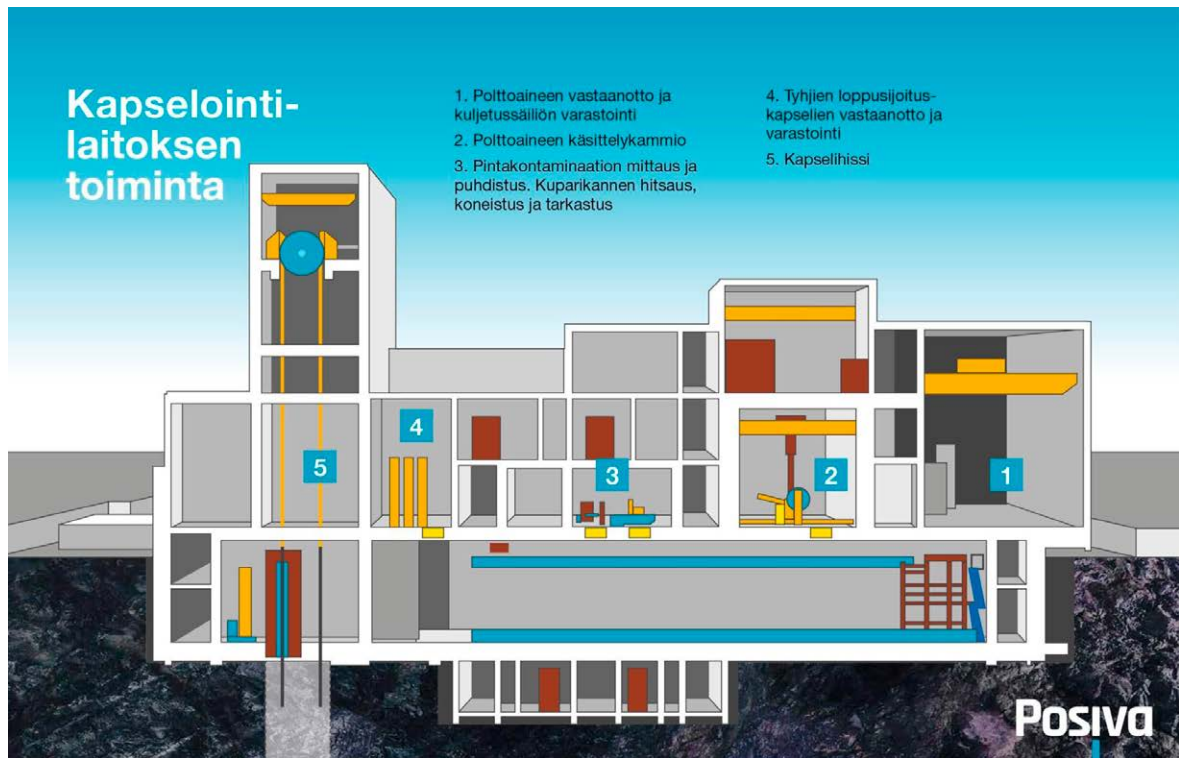 Kapselointi-
laitoksen
toiminta
1. Polttoaineen vastaanotto ja
kuljetussäiliön varastointi
2. Polttoaineen käsittelykammio
3. Pintakontaminaation mittaus ja
puhdistus. Kuparikannen hitsaus,
koneistus ja tarkastus
4. Tyhjien loppusijoitus-
kapselien vastaanotto ja
varastointi
5. Kapselihissi
4
5
3
2
1
Posiva